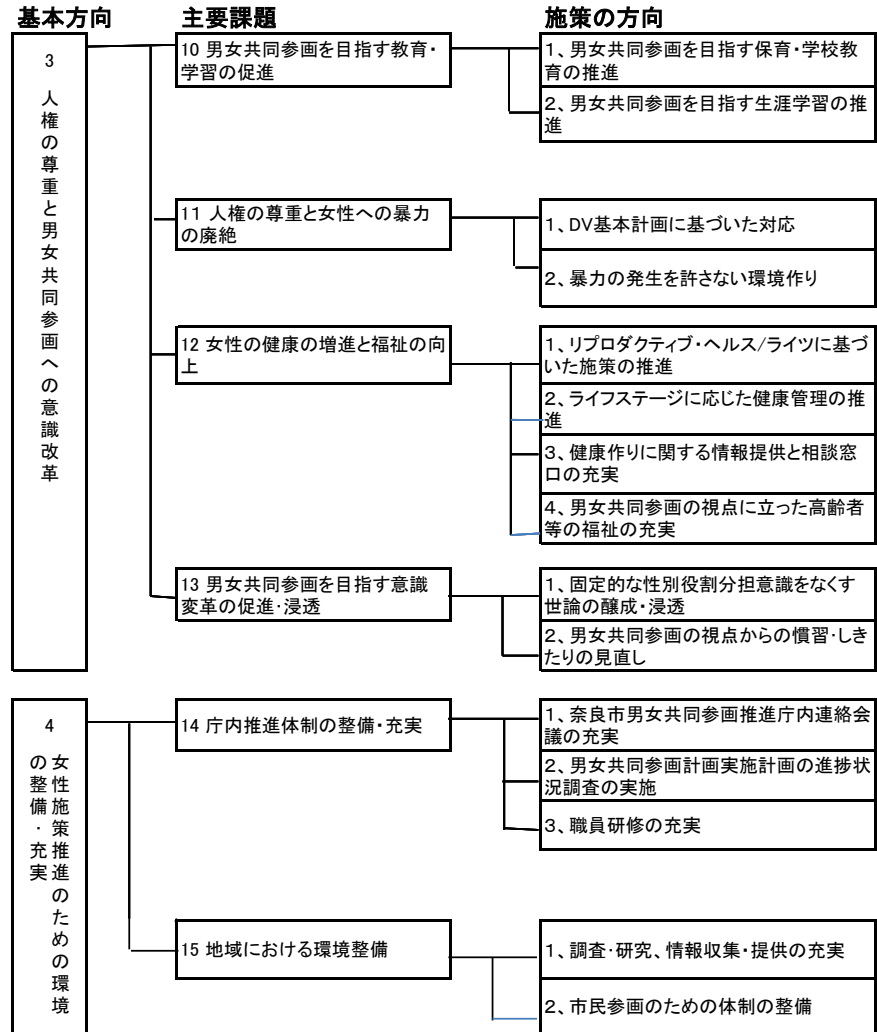 基本方向 主要課題 施策の方向
3 人権の尊重と男女共同参画への意識改革
10 男女共同参画を目指す教育・
学習の促進
1、男女共同参画を目指す保育・学校教
育の推進
2、男女共同参画を目指す生涯学習の推
進
11 人権の尊重と女性への暴力
の廃絶
1、DV基本計画に基づいた対応
2、暴力の発生を許さない環境作り
12 女性の健康の増進と福祉の向
上
1、リプロダクティブ・ヘルス/ライツに基づ
いた施策の推進
2、ライフステージに応じた健康管理の推
進
3、健康作りに関する情報提供と相談窓
口の充実
4、男女共同参画の視点に立った高齢者
等の福祉の充実
13 男女共同参画を目指す意識
変革の促進・浸透
1、固定的な性別役割分担意識をなくす
世論の醸成・浸透
2、男女共同参画の視点からの慣習・しき
たりの見直し
4
女性施策推進のための環境
の整備・充実
14 庁内推進体制の整備・充実
1、奈良市男女共同参画推進庁内連絡会
議の充実
2、男女共同参画計画実施計画の進捗状
況調査の実施
3、職員研修の充実
15 地域における環境整備
1、調査・研究、情報収集・提供の充実
2、市民参画のための体制の整備